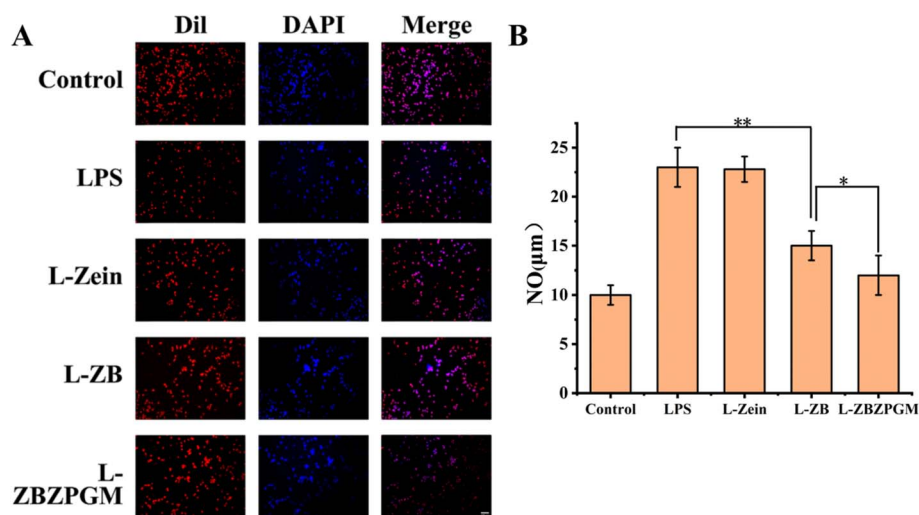 A
Dil DAPI Merge
Control
LPS
L-Zein
L-ZB
L-
ZBZPGM
B
NO(μm)
25
20
15
10
5
0
**
*
Control LPS L-Zein L-ZB L-ZBZPGM